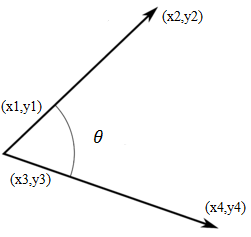 (x2,y2)
(x1,y1)
θ
(x3,y3)
(x4,y4)